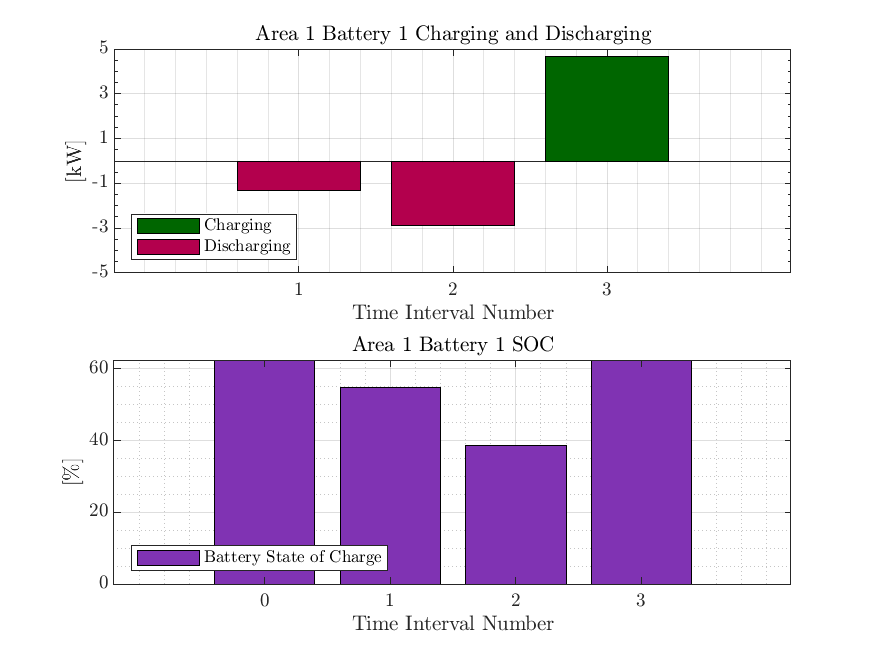 Area 1 Battery 1 Charging and Discharging
5
3
1
-1
-3
-5
[kW]
Charging
Discharging
1 2 3
Time Interval Number
Area 1 Battery 1 SOC
60
40
20
0
[%]
Battery State of Charge
0 1 2 3
Time Interval Number